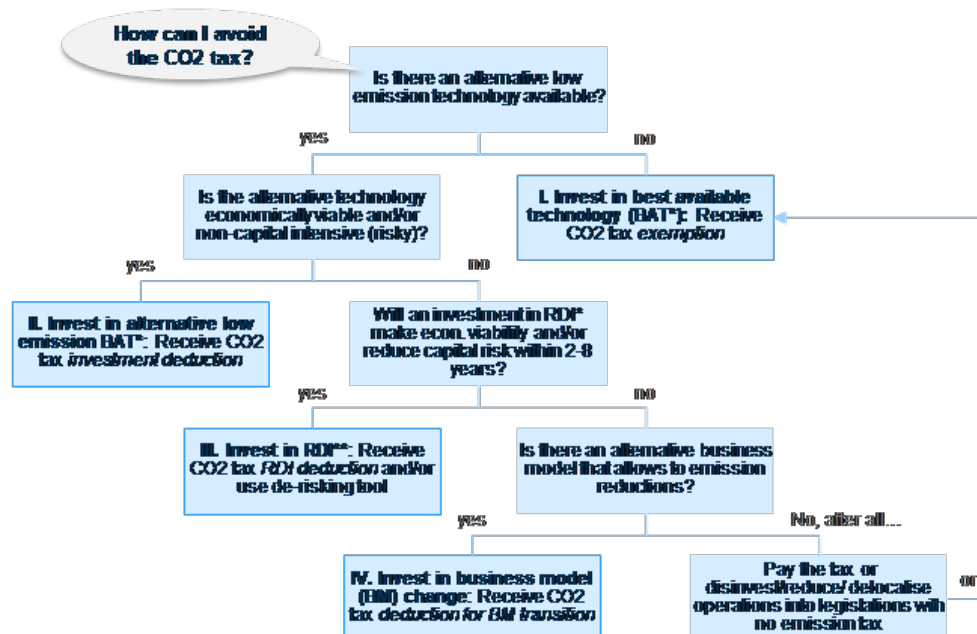 How can I avoid
the CO2 tax?
Is there an alternative low
emission technology available?
yes
no
Is the alternative technology
economically viable and/or
non-capital intensive (risky)?
I. Invest in best available
technology (BAT*): Receive
CO2 tax exemption
yes
no
II. Invest in alternative low
emission BAT*: Receive CO2
tax investment deduction
Will an investment in RDI*
make econ. viability and/or
reduce capital risk within 2-8
years?
yes
no
III. Invest in RDI**: Receive
CO2 tax RDI deduction and/or
use de-risking tool
Is there an alternative business
model that allows to emission
reductions?
yes
No, after all...
IV. Invest in business model
(BM) change: Receive CO2
tax deduction for BM transition
Pay the tax or
disinvest/reduce/ delocalise
operations into legislations with
no emission tax
or